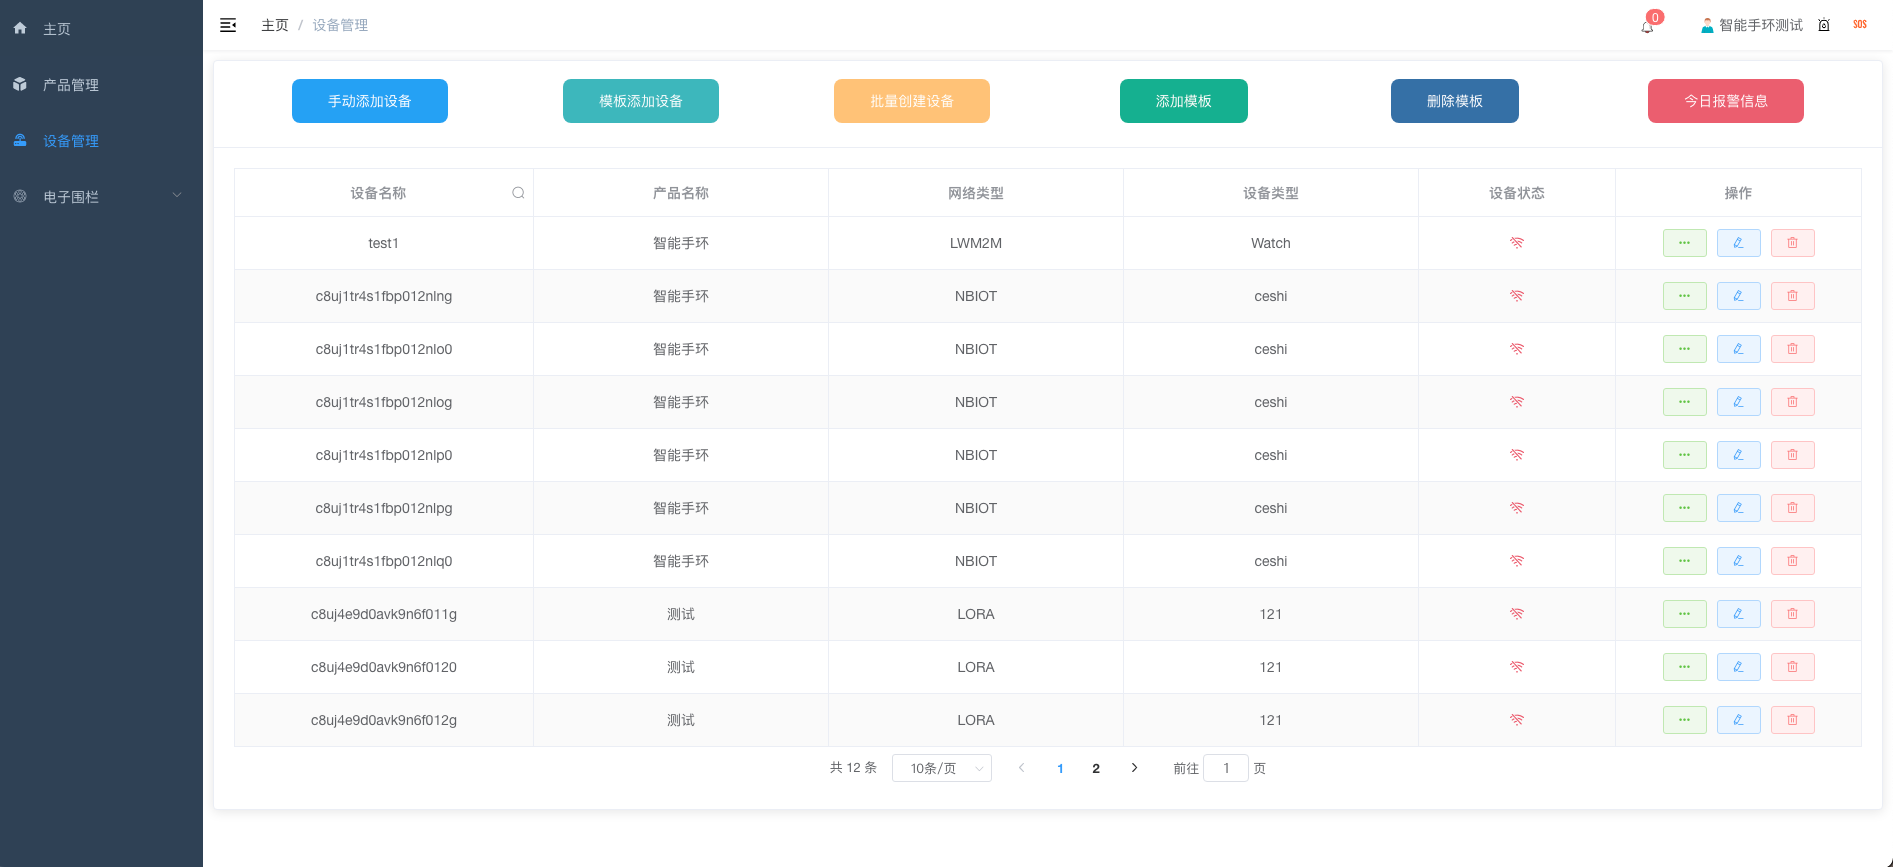 主页
产品管理
设备管理
电子围栏
主页 / 设备管理
0
智能手环测试
SOS
手动添加设备
模板添加设备
批量创建设备
添加模板
删除模板
今日报警信息
设备名称 产品名称 网络类型 设备类型 设备状态 操作
test1 智能手环 LWM2M Watch
c8uj1tr4s1fbp012nlng 智能手环 NBIOT ceshi
c8uj1tr4s1fbp012nlo0 智能手环 NBIOT ceshi
c8uj1tr4s1fbp012nlog 智能手环 NBIOT ceshi
c8uj1tr4s1fbp012nlp0 智能手环 NBIOT ceshi
c8uj1tr4s1fbp012nlpg 智能手环 NBIOT ceshi
c8uj1tr4s1fbp012nlq0 智能手环 NBIOT ceshi
c8uj4e9d0avk9n6f011g 测试 LORA 121
c8uj4e9d0avk9n6f0120 测试 LORA 121
c8uj4e9d0avk9n6f012g 测试 LORA 121
共 12 条 10条/页 1 2 前往 1 页